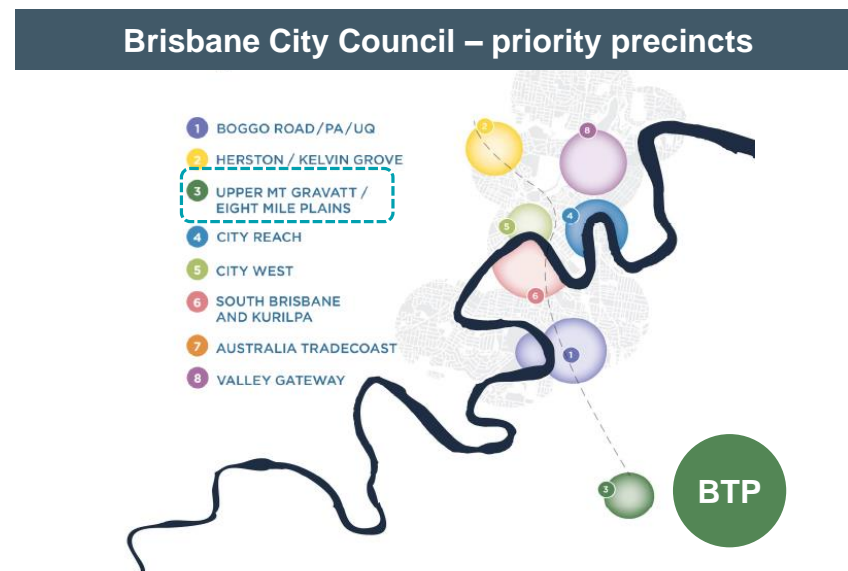 Brisbane City Council – priority precincts
1 BOGGO ROAD/PA/UQ
2 HERSTON / KELVIN GROVE
3 UPPER MT GRAVATT /
EIGHT MILE PLAINS
4 CITY REACH
5 CITY WEST
6 SOUTH BRISBANE
AND KURILPA
7 AUSTRALIA TRADECOAST
8 VALLEY GATEWAY
2
8
4
5
6
1
3
BTP